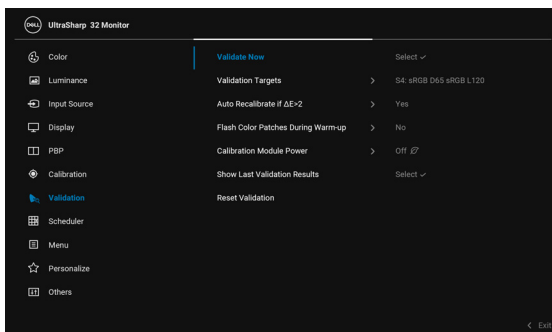 DELL UltraSharp 32 Monitor
Color
Luminance
Input Source
Display
PBP
Calibration
Validation
Scheduler
Menu
Personalize
Others
Validate Now Select
Validation Targets S4: sRGB D65 sRGB L120
Auto Recalibrate if ΔE>2 Yes
Flash Color Patches During Warm-up No
Calibration Module Power Off
Show Last Validation Results Select
Reset Validation
Exit